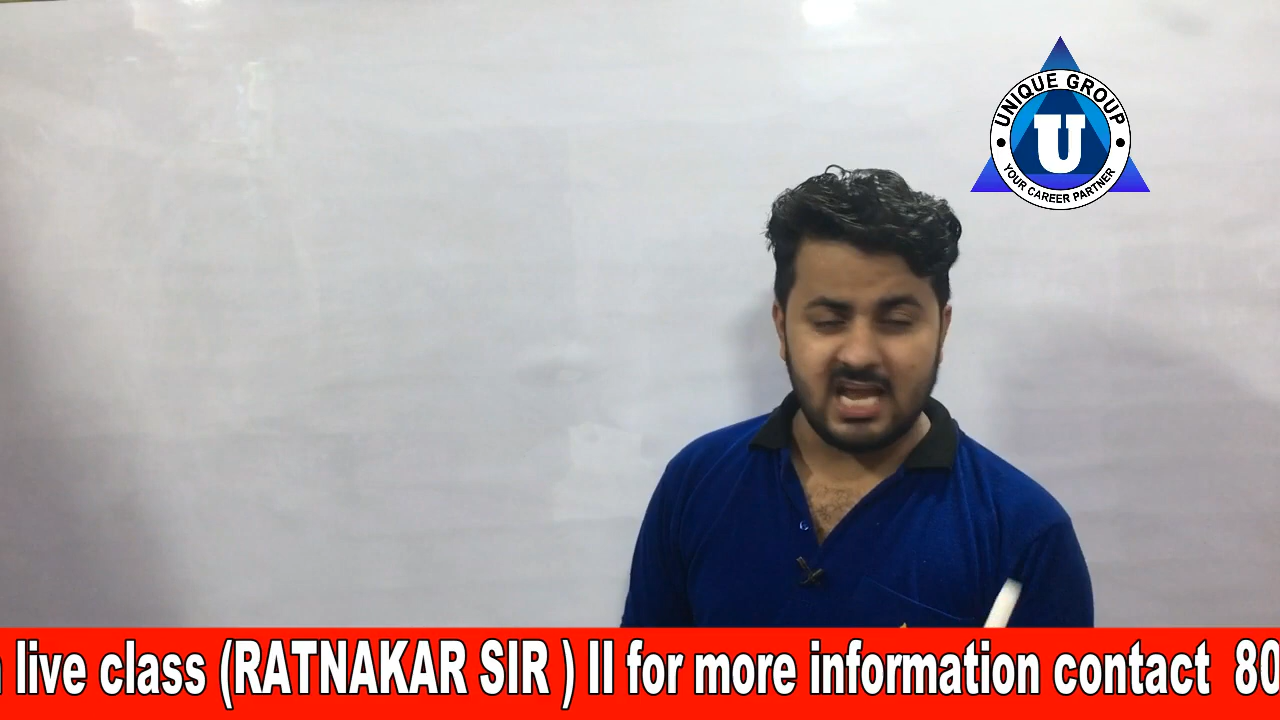 UNIQUE GROUP
U
YOUR CAREER PARTNER
live class (RATNAKAR SIR ) II for more information contact 80